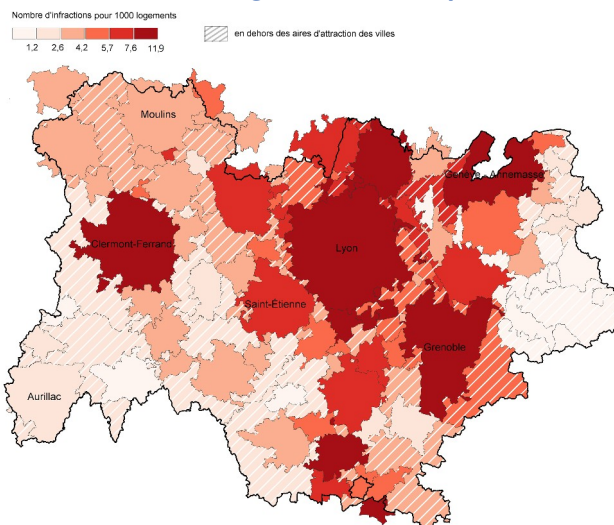 Nombre d'infractions pour 1000 logements
1,2 2,6 4,2 5,7 7,6 11,9
en dehors des aires d'attraction des villes
Moulins
Genève - Annemasse
Clermont-Ferrand
Lyon
Saint-Étienne
Grenoble
Aurillac